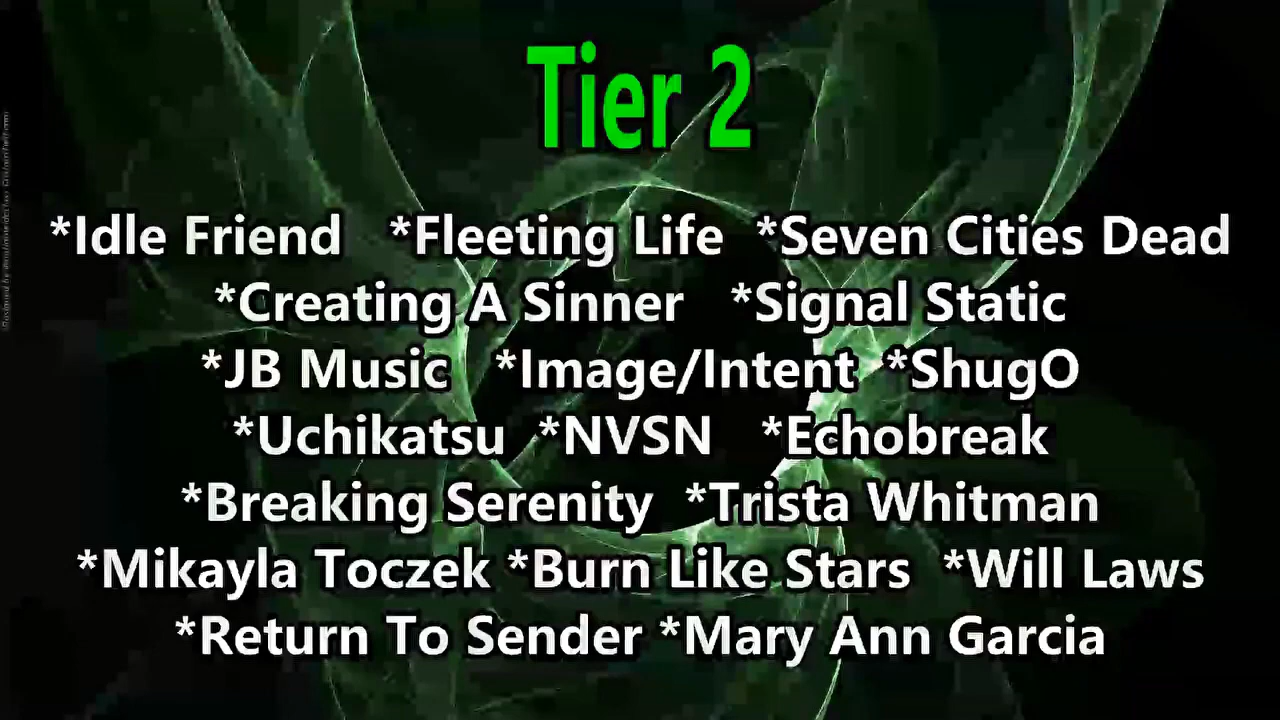 Tier 2
*Idle Friend *Fleeting Life *Seven Cities Dead
*Creating A Sinner *Signal Static
*JB Music *Image/Intent *ShugO
*Uchikatsu *NVSN *Echobreak
*Breaking Serenity *Trista Whitman
*Mikayla Toczek *Burn Like Stars *Will Laws
*Return To Sender *Mary Ann Garcia